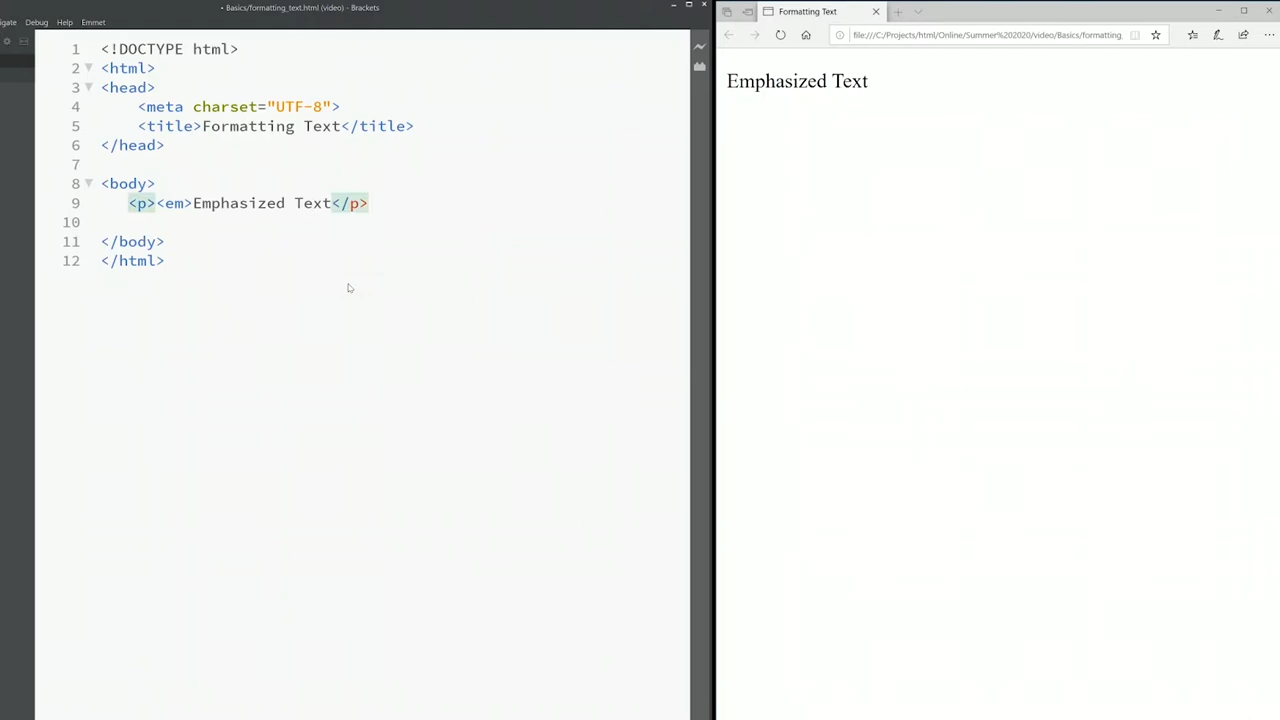 • Basics/formatting_text.html (video) - Brackets
igate Debug Help Emmet
1 <!DOCTYPE html>
2 <html>
3 <head>
4 <meta charset="UTF-8">
5 <title>Formatting Text</title>
6 </head>
7
8 <body>
9 <p><em>Emphasized Text</p>
10
11 </body>
12 </html>
Formatting Text
file:///C:/Projects/html/Online/Summer%202020/video/Basics/formatting_
Emphasized Text